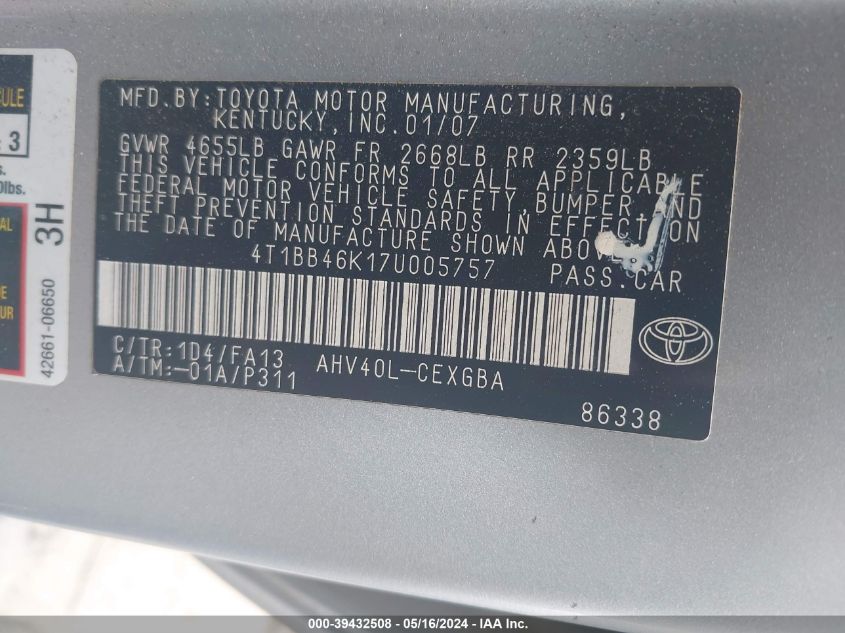 MFD.BY:TOYOTA MOTOR MANUFACTURING,
KENTUCKY,INC.01/07
GVWR 4655LB GAWR FR 2668LB RR 2359LB
THIS VEHICLE CONFORMS TO ALL APPLICABLE
FEDERAL MOTOR VEHICLE SAFETY,BUMPER,AND
THEFT PREVENTION STANDARDS IN EFFECT ON
THE DATE OF MANUFACTURE SHOWN ABOVE.
4T1BB46K17U005757
PASS.CAR
C/TR:1D4/FA13
A/TM:-01A/P311
AHV40L-CEXGBA
86338
3
3H
42661-06650
000-39432508 - 05/16/2024 - IAA Inc.